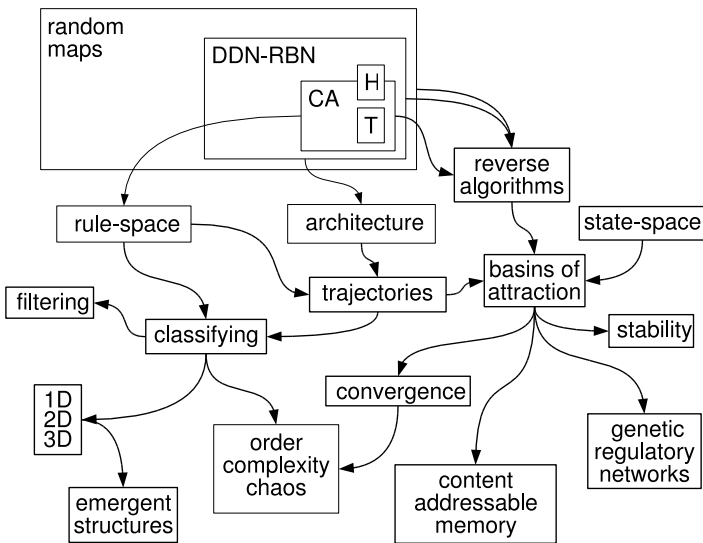 random
maps
DDN-RBN
H
CA
T
reverse
algorithms
rule-space
architecture
state-space
basins of
attraction
trajectories
filtering
classifying
stability
convergence
1D
2D
3D
order
complexity
chaos
genetic
regulatory
networks
content
addressable
memory
emergent
structures